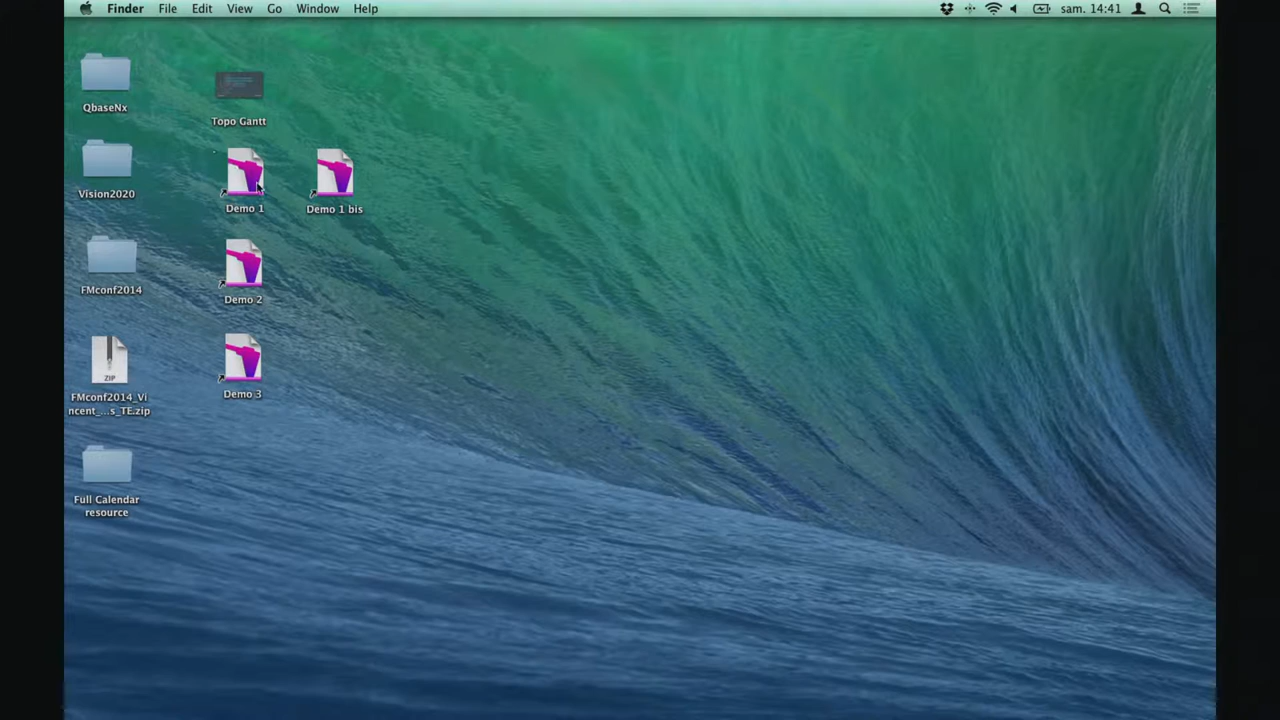 Finder File Edit View Go Window Help
sam. 14:41
QbaseNx
Topo Gantt
Vision2020
Demo 1
Demo 1 bis
FMconf2014
Demo 2
ZIP
FMconf2014_Vi
ncent_...s_TE.zip
Demo 3
Full Calendar
resource